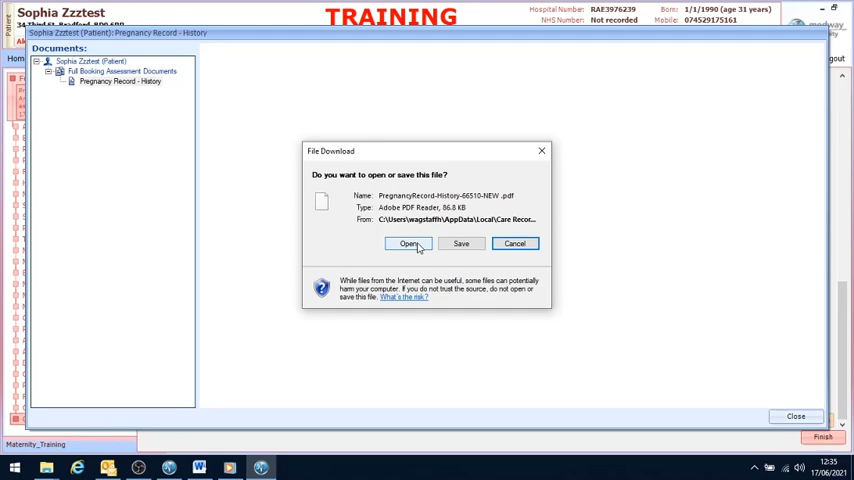 Sophia Zzztest
TRAINING
Hospital Number: RAE3976239
NHS Number: Not recorded
Born: 1/1/1990 (age 31 years)
Mobile: 074529175161
Patient
medway
Sophia Zzztest (Patient): Pregnancy Record - History
Hom
gout
Documents:
Sophia Zzztest (Patient)
Full Booking Assessment Documents
Pregnancy Record - History
File Download
Do you want to open or save this file?
Name: PregnancyRecord-History-66510-NEW .pdf
Type: Adobe PDF Reader, 86.8 KB
From: C:\Users\wagstaffh\AppData\Local\Care Recor...
Open
Save
Cancel
While files from the Internet can be useful, some files can potentially
harm your computer. If you do not trust the source, do not open or
save this file. What's the risk?
Close
Finish
Maternity_Training
12:35
17/06/2021